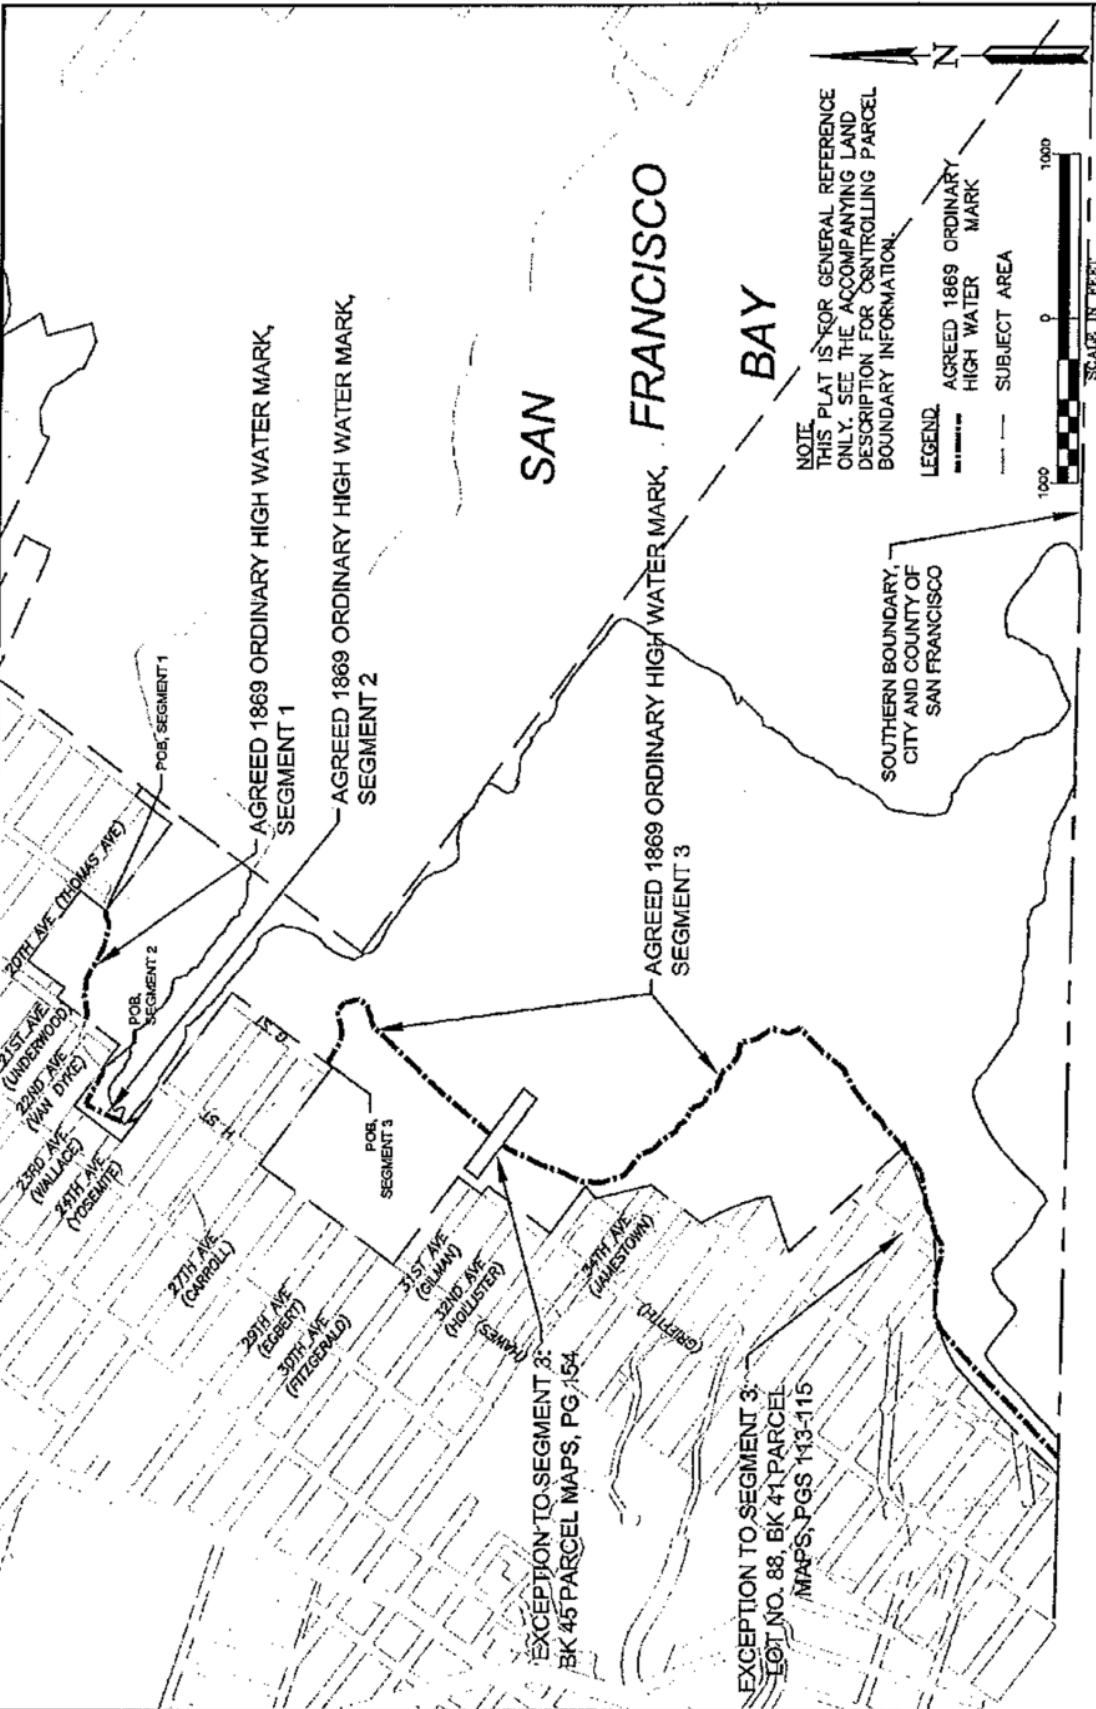 20TH AVE (THOMAS AVE)
21ST AVE
(UNDERWOOD)
22ND AVE
(VAN DYKE)
23RD AVE
(WALLACE)
24TH AVE
(YOSEMITE)
27TH AVE
(CARROLL)
29TH AVE
(EGBERT)
30TH AVE
(FITZGERALD)
31ST AVE
(GILMAN)
32ND AVE
(HOLLISTER)
(HAWES)
34TH AVE
(JAMESTOWN)
(GRIFFITH)
H ST
G ST
POB, SEGMENT 1
POB,
SEGMENT 2
POB,
SEGMENT 3
AGREED 1869 ORDINARY HIGH WATER MARK,
SEGMENT 1
AGREED 1869 ORDINARY HIGH WATER MARK,
SEGMENT 2
AGREED 1869 ORDINARY HIGH WATER MARK,
SEGMENT 3
EXCEPTION TO SEGMENT 3:
BK 45 PARCEL MAPS, PG 154
EXCEPTION TO SEGMENT 3:
LOT NO. 88, BK 41 PARCEL
MAPS, PGS 113-115
SAN
FRANCISCO
BAY
SOUTHERN BOUNDARY,
CITY AND COUNTY OF
SAN FRANCISCO
NOTE
THIS PLAT IS FOR GENERAL REFERENCE
ONLY. SEE THE ACCOMPANYING LAND
DESCRIPTION FOR CONTROLLING PARCEL
BOUNDARY INFORMATION.
LEGEND
AGREED 1869 ORDINARY
HIGH WATER MARK
SUBJECT AREA
N
1000 0 1000
SCALE IN FEET